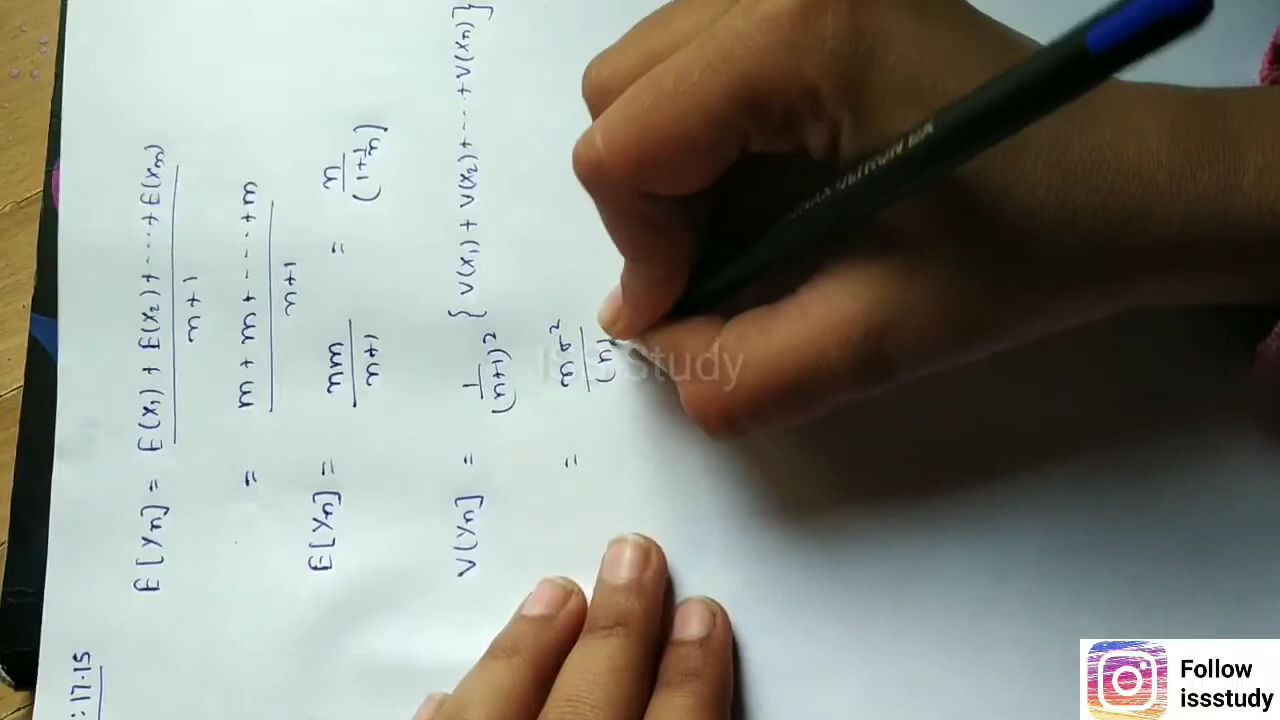 : 17.15
E[Yn] = E(x1) + E(x2) + ... + E(xn) / n+1
= m + m + - - - . + m / n+1
E[Yn] = nm / n+1 = n / (1+1/n)
V[Yn] = 1/(n+1)² { V(x1) + V(x2) + - - . + V(xn) }
= nσ² / (n
ISS Study
Follow
issstudy